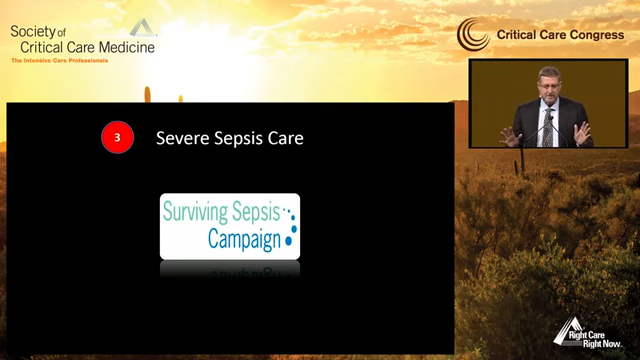 Society of
Critical Care Medicine
The Intensive Care Professionals
Critical Care Congress
3
Severe Sepsis Care
Surviving Sepsis
Campaign
Right Care
Right Now